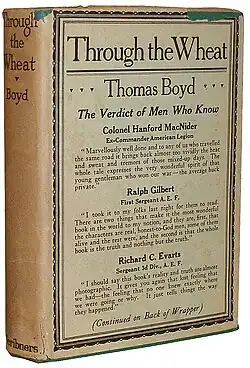 Through
the
Wheat
Boyd
Scribners
Through the Wheat
Thomas Boyd
The Verdict of Men Who Know
Colonel Hanford MacNider
Ex-Commander American Legion
"Marvellously well done and to any of us who travelled
the same road it brings back almost too vividly the heat
and sweat and tremors of those mixed-up days. The
whole tale expresses the very wonderful spirit of that
young gentleman who won our war — the average buck
private."
Ralph Gilbert
First Sergeant A. E. F.
"I took it to my folks last night for them to read.
There are two things that make it the most wonderful
book in the world to my notion, and they are, first, that
the characters are real, honest-to-God men, some of them
alive and the rest were, and the second is that the whole
book is the truth and nothing but the truth."
Richard C. Evarts
Sergeant 3d Div., A. E. F.
"I should say this book's reality and truth are almost
photographic. It gives you again that lost feeling that
we had—the feeling that no one knew exactly where
we were going or why. It just tells things the way
they happened"
(Continued on Back of Wrapper)